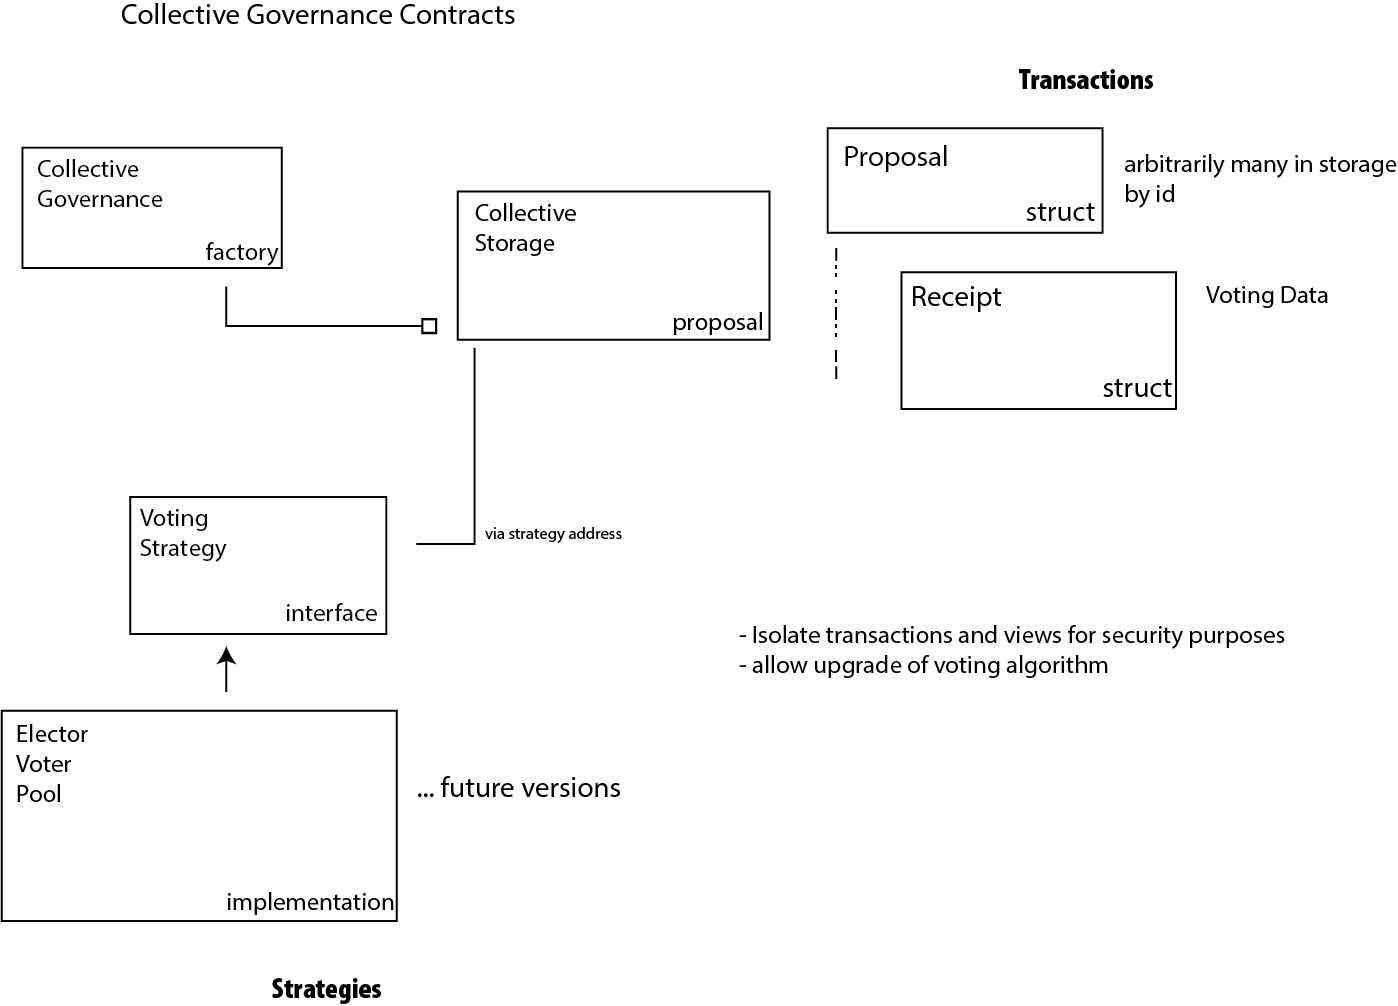 Collective Governance Contracts
Transactions
Collective
Governance
factory
Collective
Storage
proposal
Proposal
struct
arbitrarily many in storage
by id
Receipt
struct
Voting Data
Voting
Strategy
interface
via strategy address
- Isolate transactions and views for security purposes
- allow upgrade of voting algorithm
Elector
Voter
Pool
implementation
... future versions
Strategies